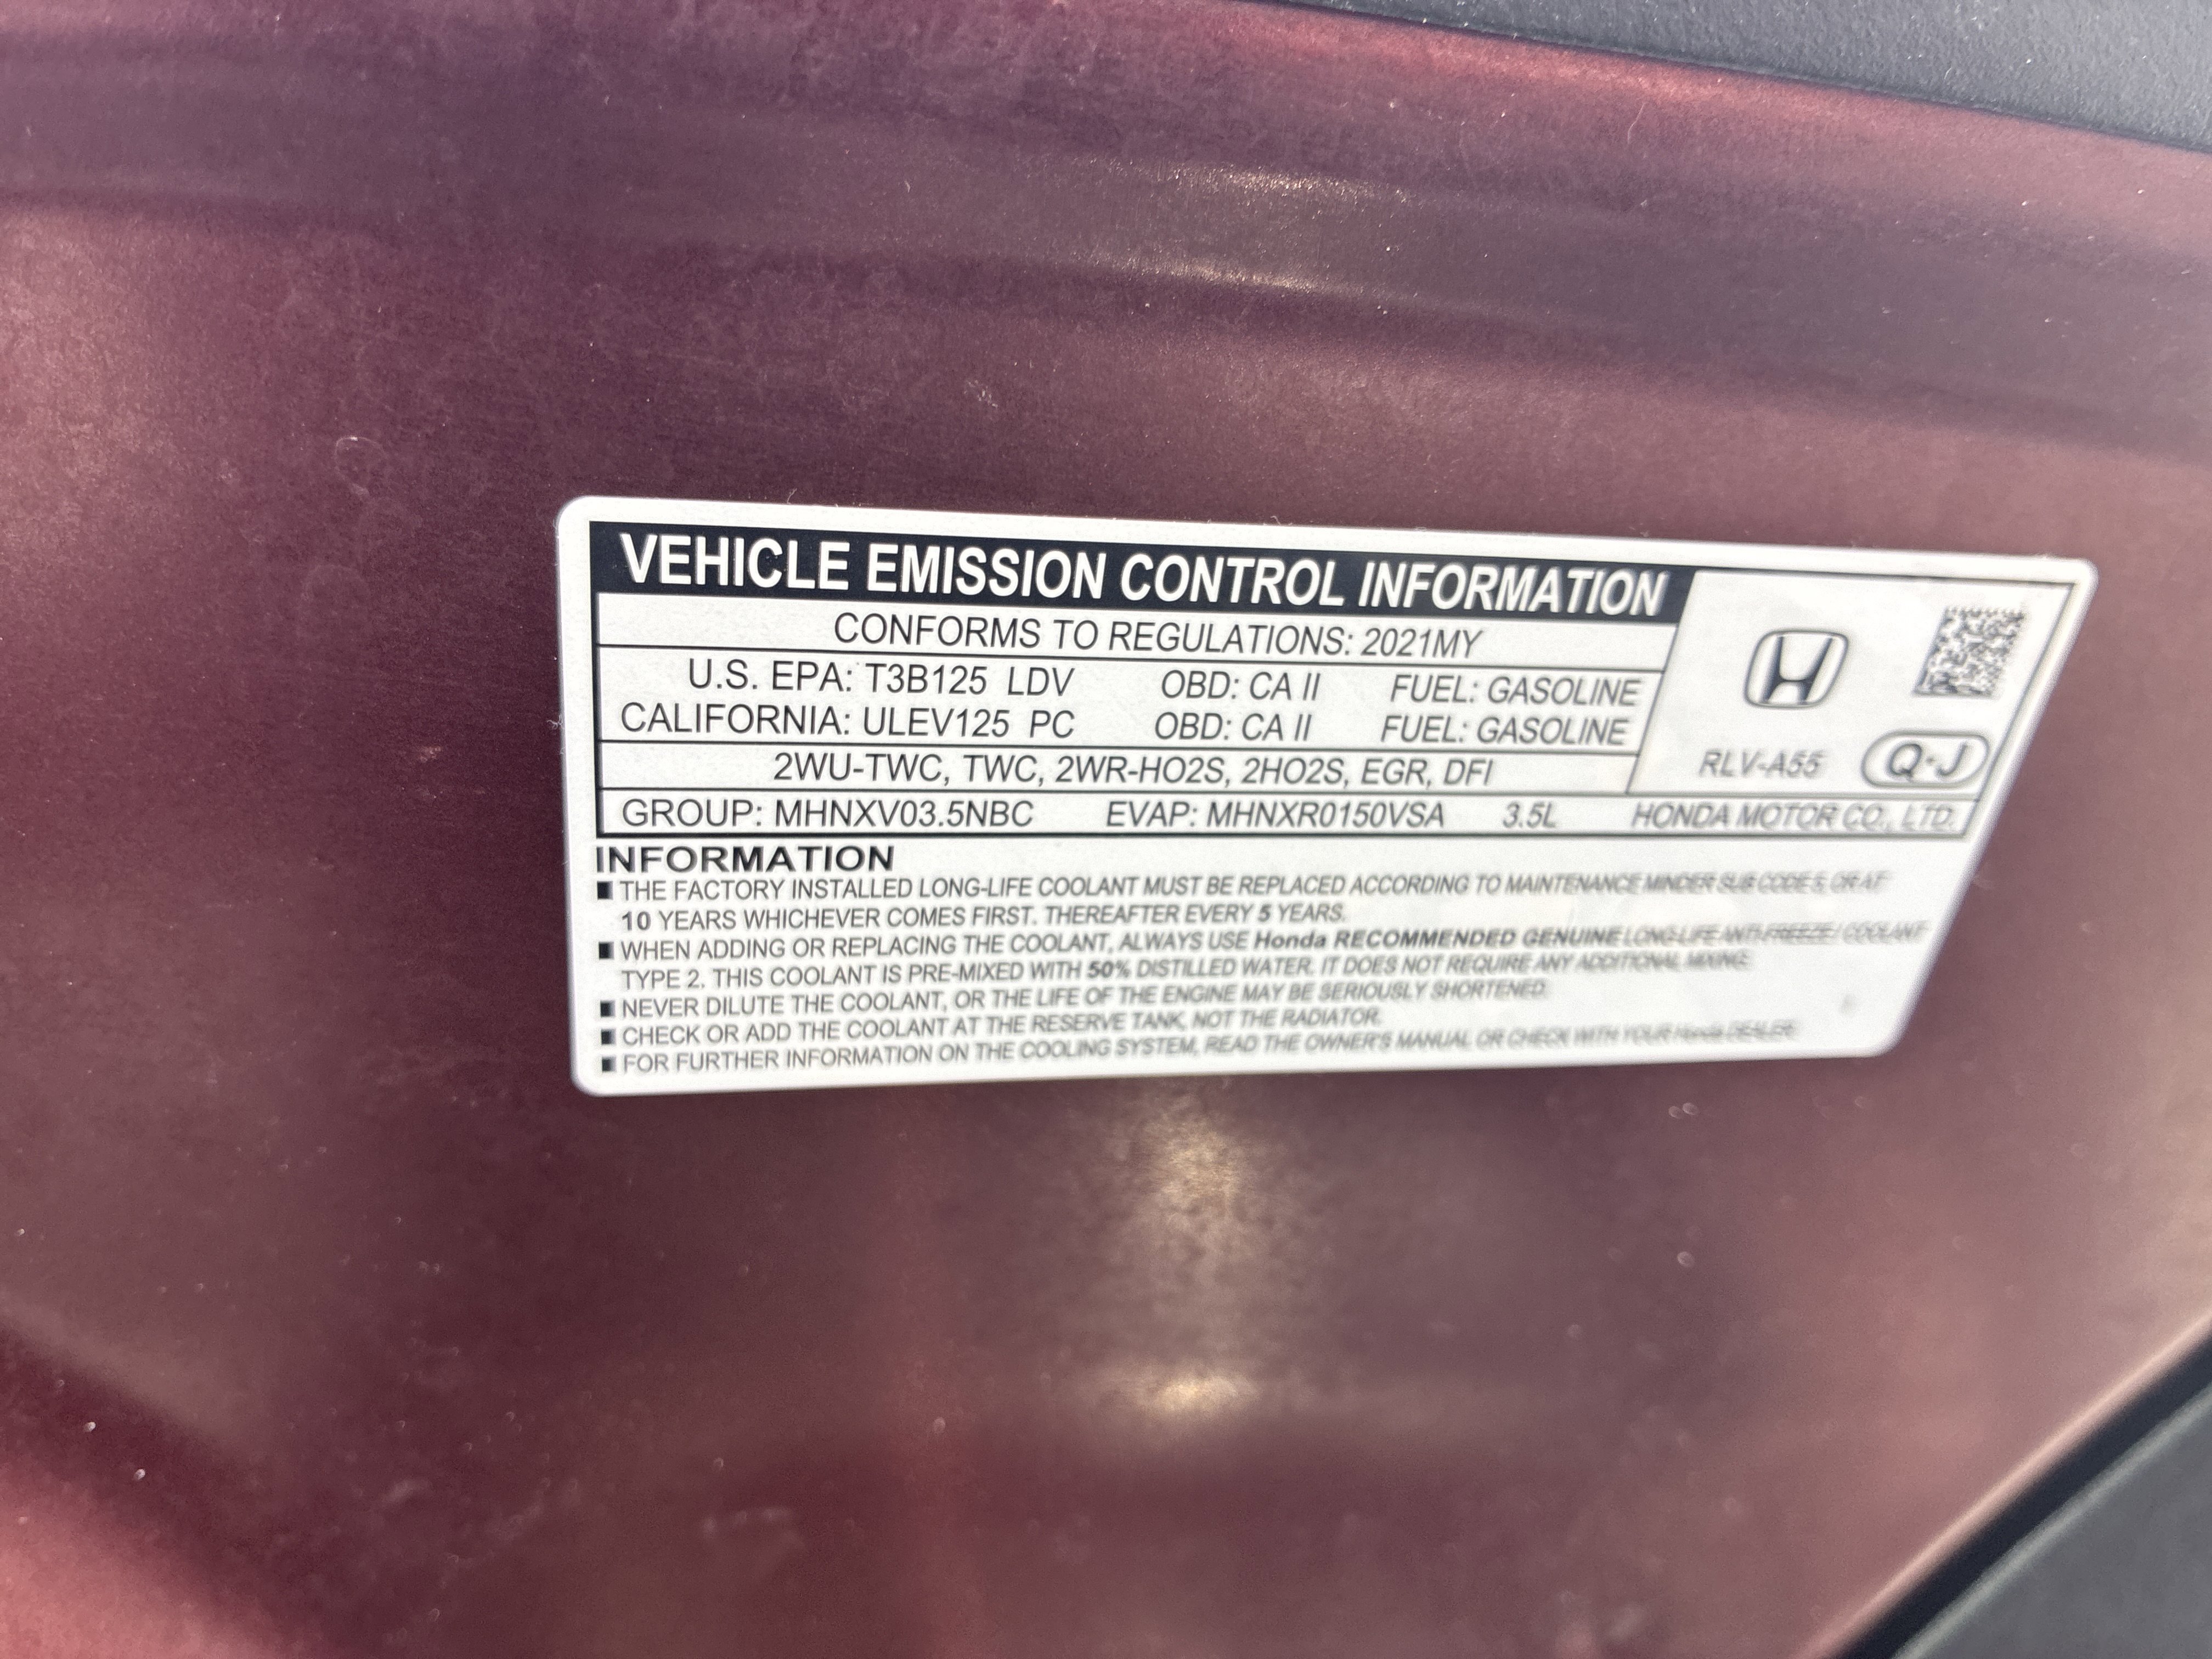 VEHICLE EMISSION CONTROL INFORMATION
CONFORMS TO REGULATIONS: 2021MY
U.S. EPA: T3B125 LDV OBD: CA II FUEL: GASOLINE
CALIFORNIA: ULEV125 PC OBD: CA II FUEL: GASOLINE
2WU-TWC, TWC, 2WR-HO2S, 2HO2S, EGR, DFI
RLV-A55 Q·J
GROUP: MHNXV03.5NBC EVAP: MHNXR0150VSA 3.5L HONDA MOTOR CO., LTD.
INFORMATION
■ THE FACTORY INSTALLED LONG-LIFE COOLANT MUST BE REPLACED ACCORDING TO MAINTENANCE MINDER SUB CODE 5, OR AT
10 YEARS WHICHEVER COMES FIRST. THEREAFTER EVERY 5 YEARS.
■ WHEN ADDING OR REPLACING THE COOLANT, ALWAYS USE Honda RECOMMENDED GENUINE LONG-LIFE ANTI-FREEZE / COOLANT
TYPE 2. THIS COOLANT IS PRE-MIXED WITH 50% DISTILLED WATER. IT DOES NOT REQUIRE ANY ADDITIONAL MIXING.
■ NEVER DILUTE THE COOLANT, OR THE LIFE OF THE ENGINE MAY BE SERIOUSLY SHORTENED.
■ CHECK OR ADD THE COOLANT AT THE RESERVE TANK, NOT THE RADIATOR.
■ FOR FURTHER INFORMATION ON THE COOLING SYSTEM, READ THE OWNER'S MANUAL OR CHECK WITH YOUR Honda DEALER.